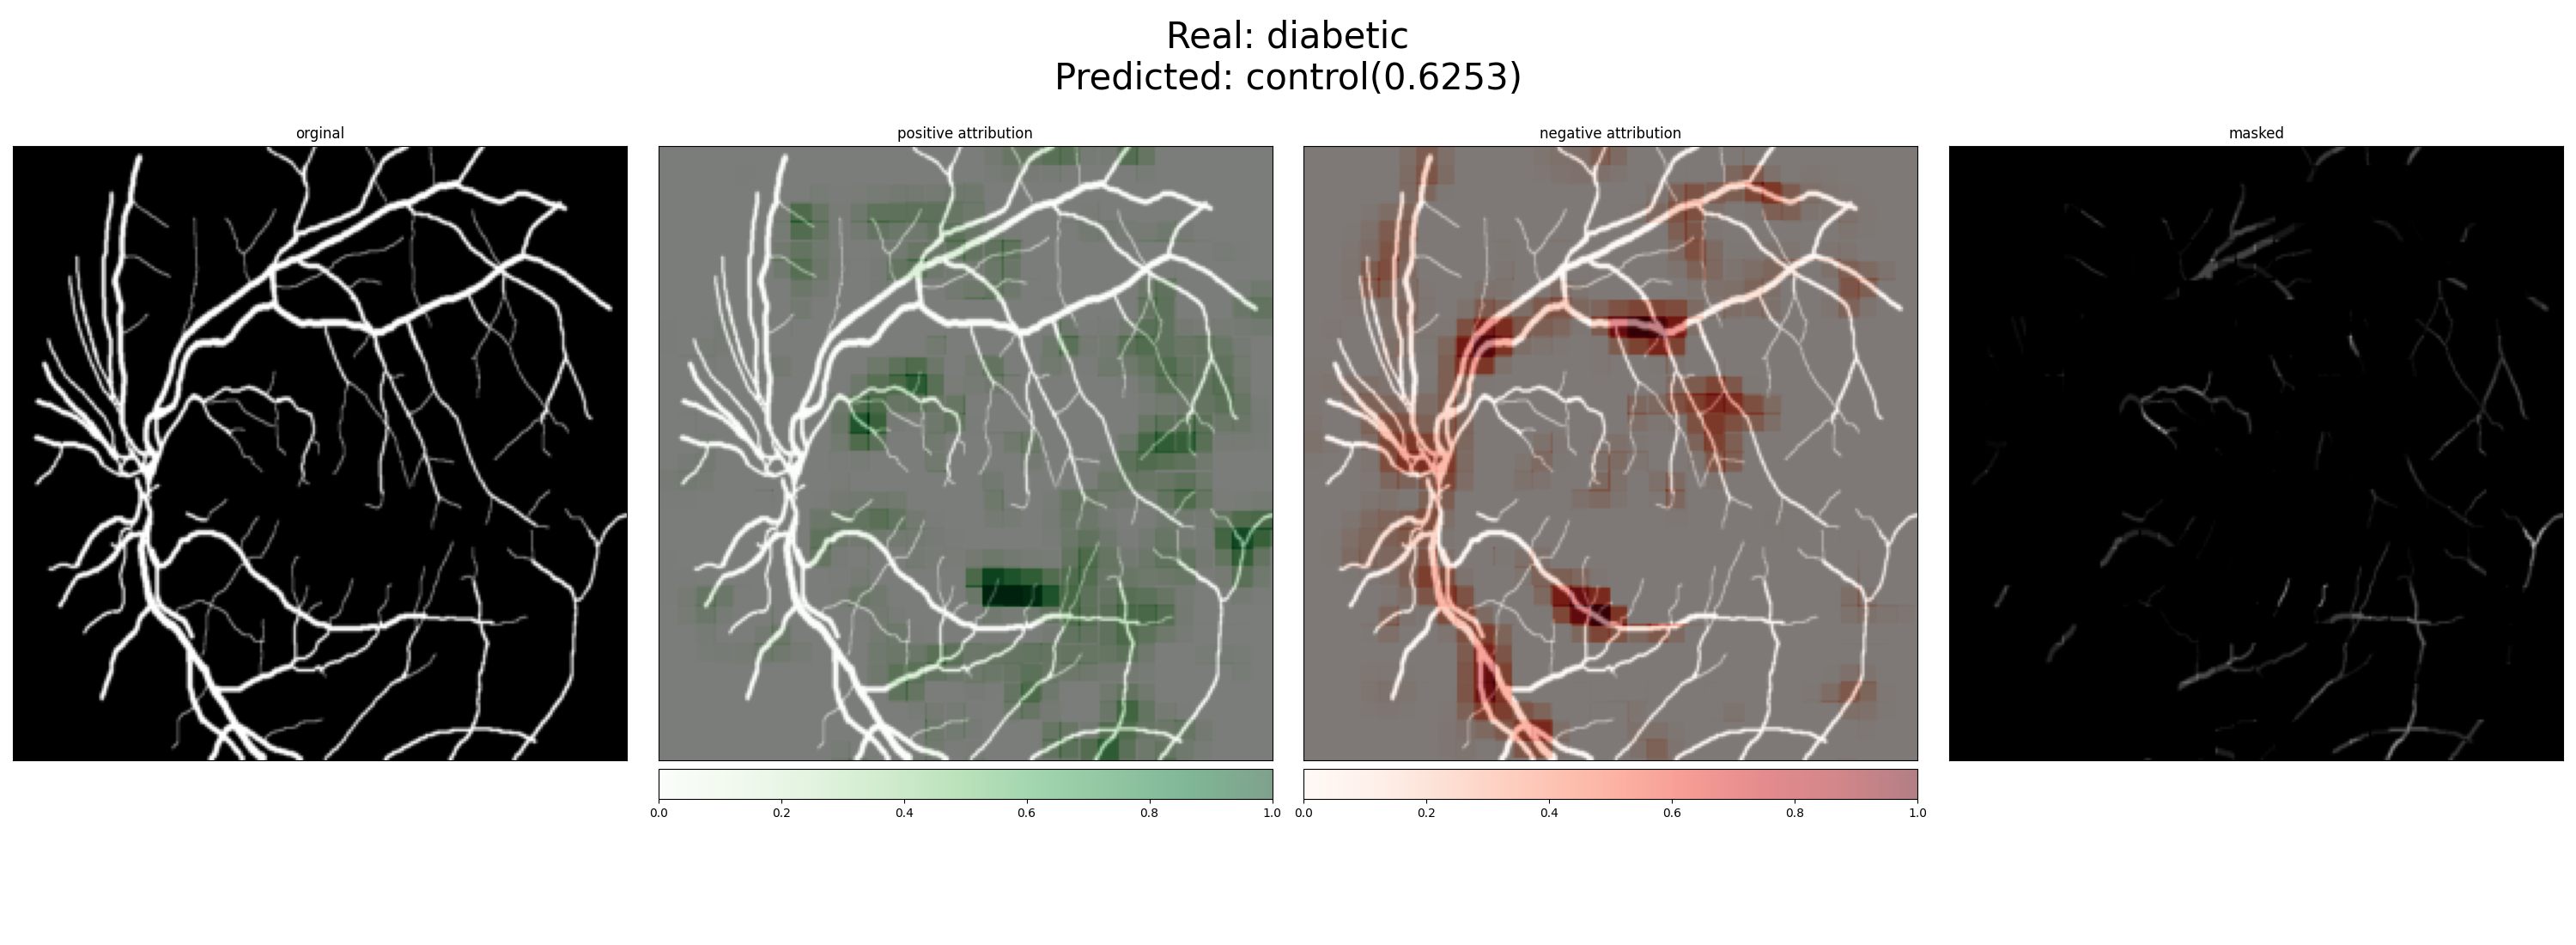 Real: diabetic
Predicted: control(0.6253)
orginal
positive attribution
negative attribution
masked
0.0 0.2 0.4 0.6 0.8 1.0
0.0 0.2 0.4 0.6 0.8 1.0